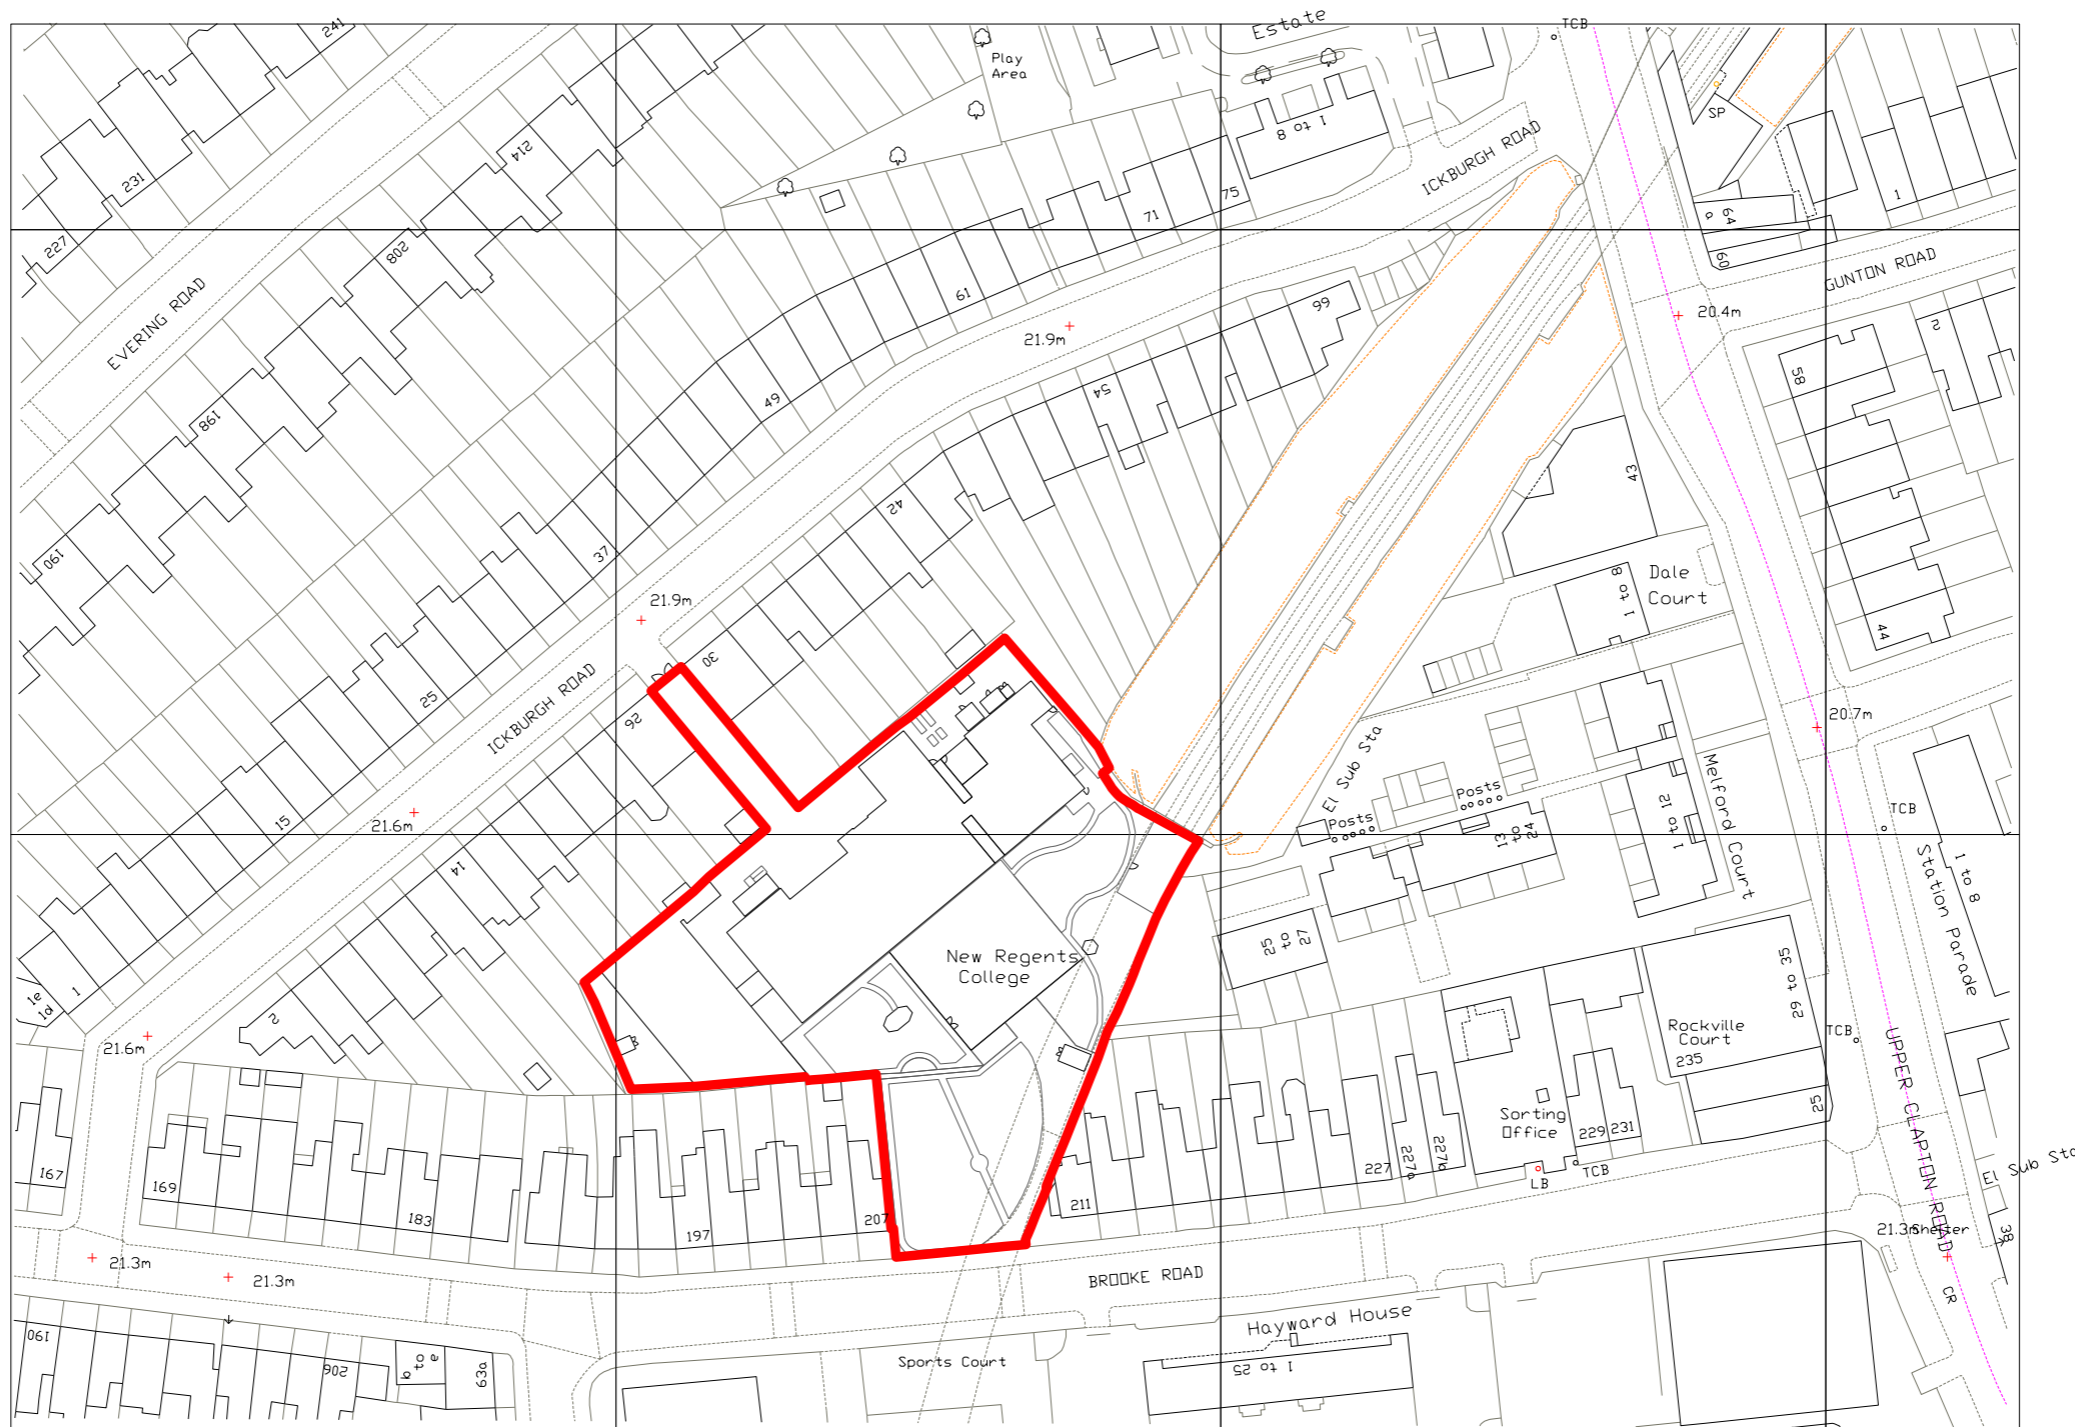 241
Estate
TCB
Play
Area
1 to 8
214
SP
ICKBURGH ROAD
231
75
71
1
64
a
227
208
60
GUNTON ROAD
EVERING ROAD
61
66
20.4m
2
21.9m
58
54
49
198
43
42
190
37
Dale
Court
1 to 8
21.9m
44
30
ICKBURGH ROAD
25
26
20.7m
El Sub Sta
Melford Court
Posts
TCB
15
21.6m
Posts
13
to
24
1 to 12
Station Parade
1 to 8
14
25
to
27
New Regents
College
29 to 35
1a
1d
1
2
21.6m
Rockville
Court
TCB
235
UPPER CLAPTON ROAD
25
Sorting
Office
229
231
167
169
183
197
207
211
227
227a
227b
TCB
LB
El Sub Sta
21.3m
Shelter
38
21.3m
21.3m
BROOKE ROAD
CR
Hayward House
190
206
b to e
63a
Sports Court
1 to 25